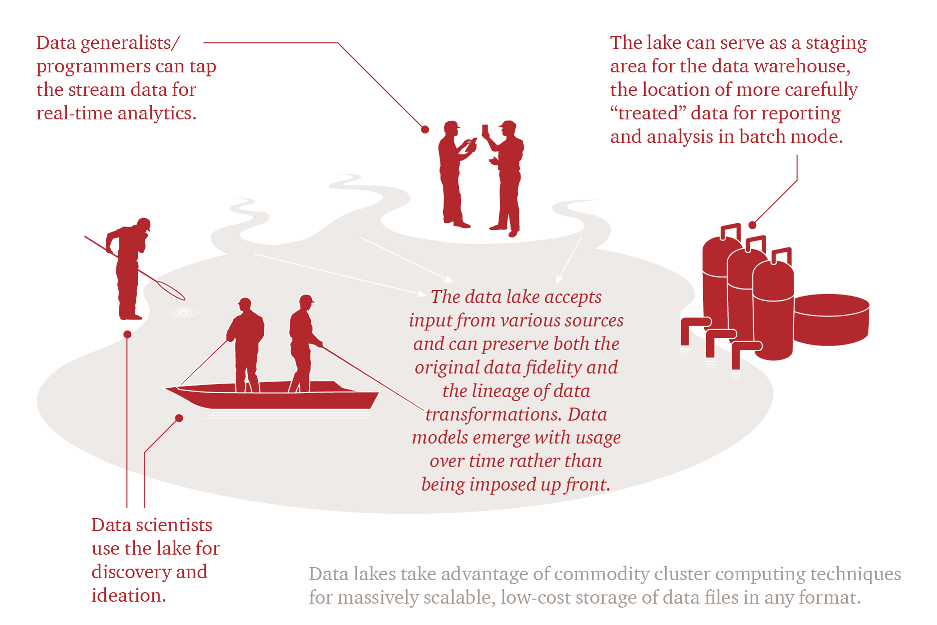 Data generalists/
programmers can tap
the stream data for
real-time analytics.
The lake can serve as a staging
area for the data warehouse,
the location of more carefully
“treated” data for reporting
and analysis in batch mode.
The data lake accepts
input from various sources
and can preserve both the
original data fidelity and
the lineage of data
transformations. Data
models emerge with usage
over time rather than
being imposed up front.
Data scientists
use the lake for
discovery and
ideation.
Data lakes take advantage of commodity cluster computing techniques
for massively scalable, low-cost storage of data files in any format.